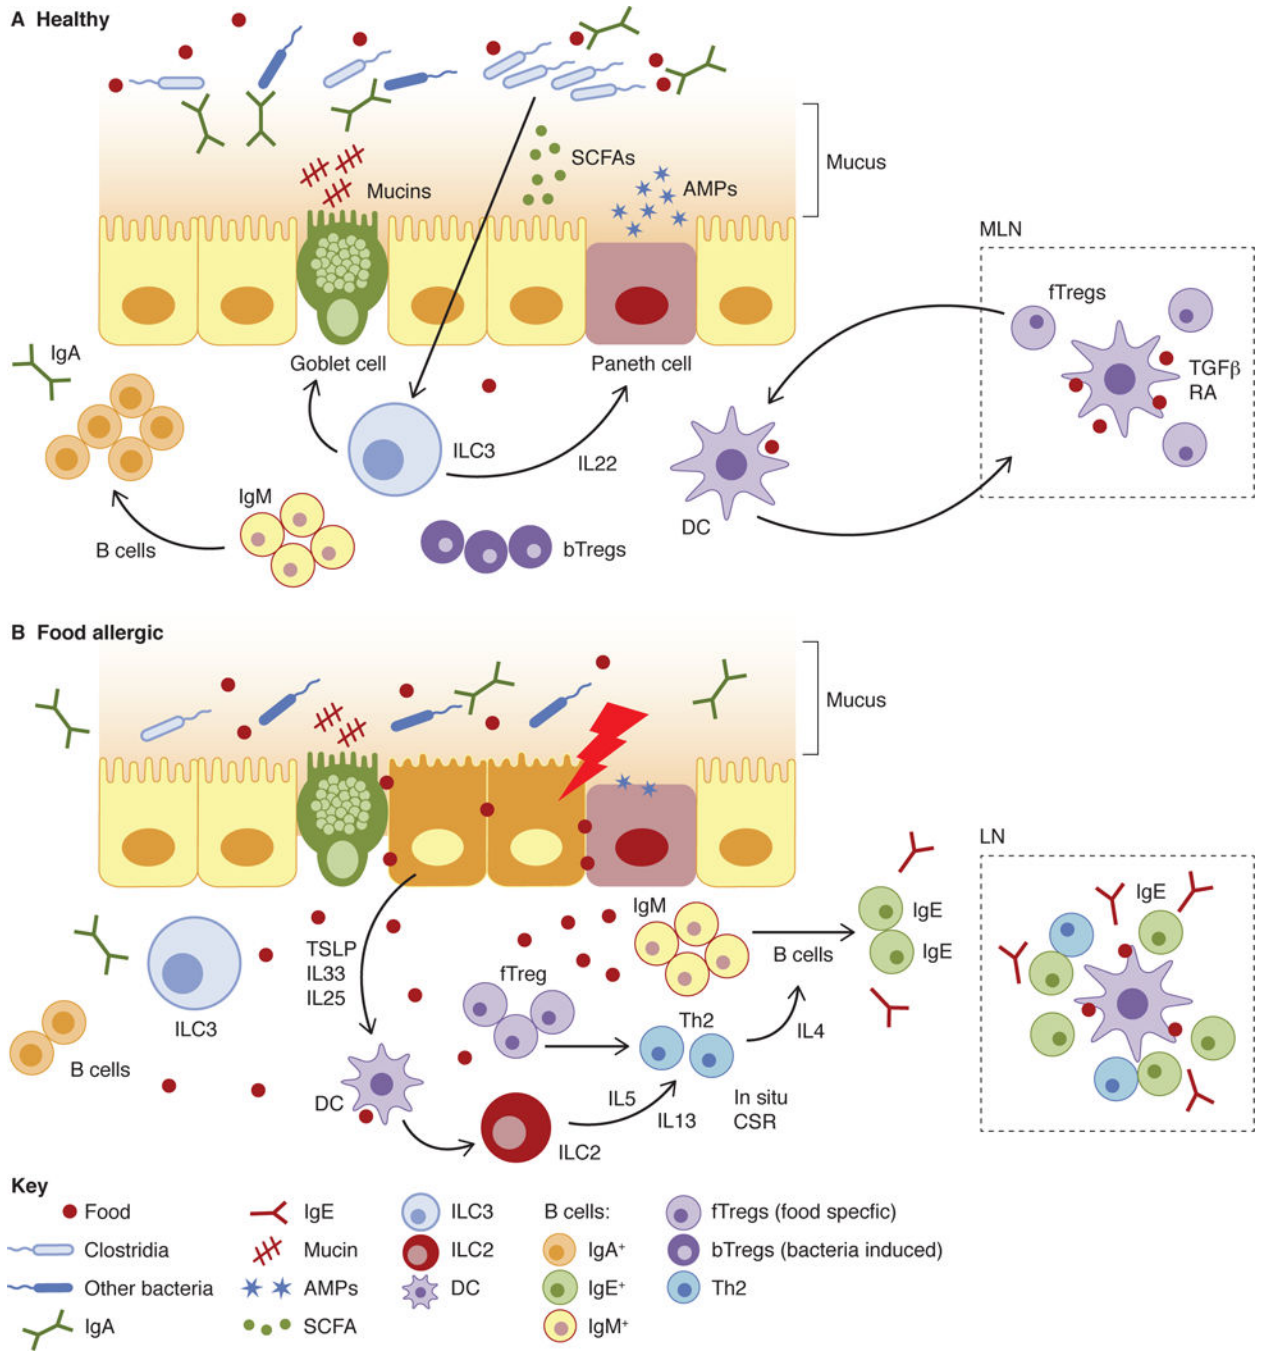 A Healthy
Mucus
SCFAs
AMPs
Mucins
MLN
fTregs
TGFβ
RA
IgA
Goblet cell
Paneth cell
ILC3
IL22
IgM
DC
B cells
bTregs
B Food allergic
Mucus
LN
IgE
IgM
IgE
IgE
B cells
TSLP
IL33
IL25
fTreg
Th2
IL4
ILC3
B cells
DC
IL5
IL13
In situ
CSR
ILC2
Key
Food
IgE
ILC3
B cells:
fTregs (food specfic)
Clostridia
Mucin
ILC2
IgA+
bTregs (bacteria induced)
Other bacteria
AMPs
DC
IgE+
Th2
IgA
SCFA
IgM+